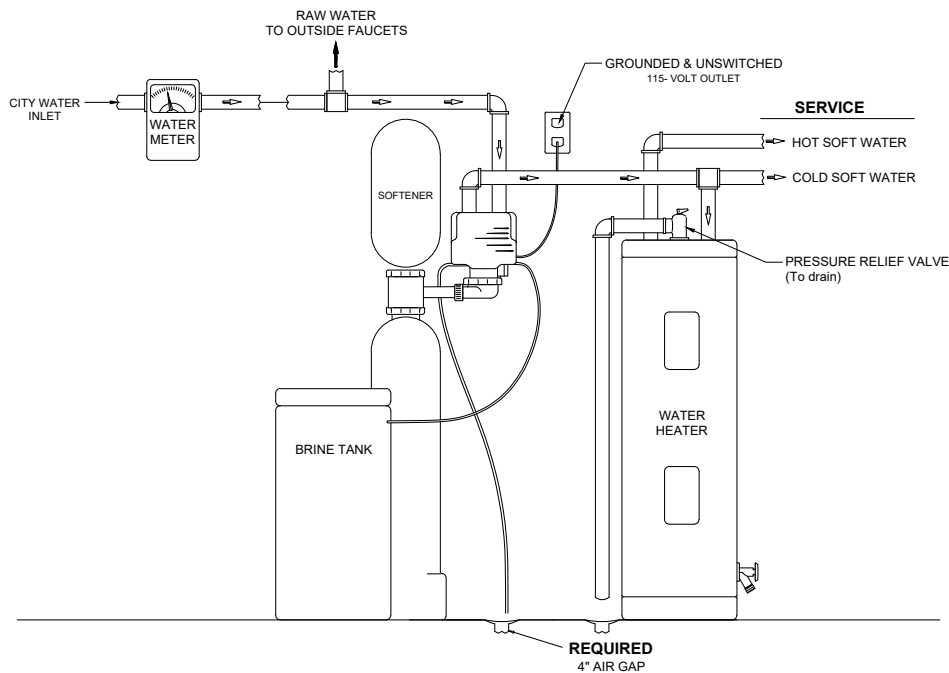 RAW WATER
TO OUTSIDE FAUCETS
GROUNDED & UNSWITCHED
115- VOLT OUTLET
CITY WATER
INLET
WATER
METER
SERVICE
HOT SOFT WATER
SOFTENER
COLD SOFT WATER
PRESSURE RELIEF VALVE
(To drain)
WATER
HEATER
BRINE TANK
REQUIRED
4" AIR GAP